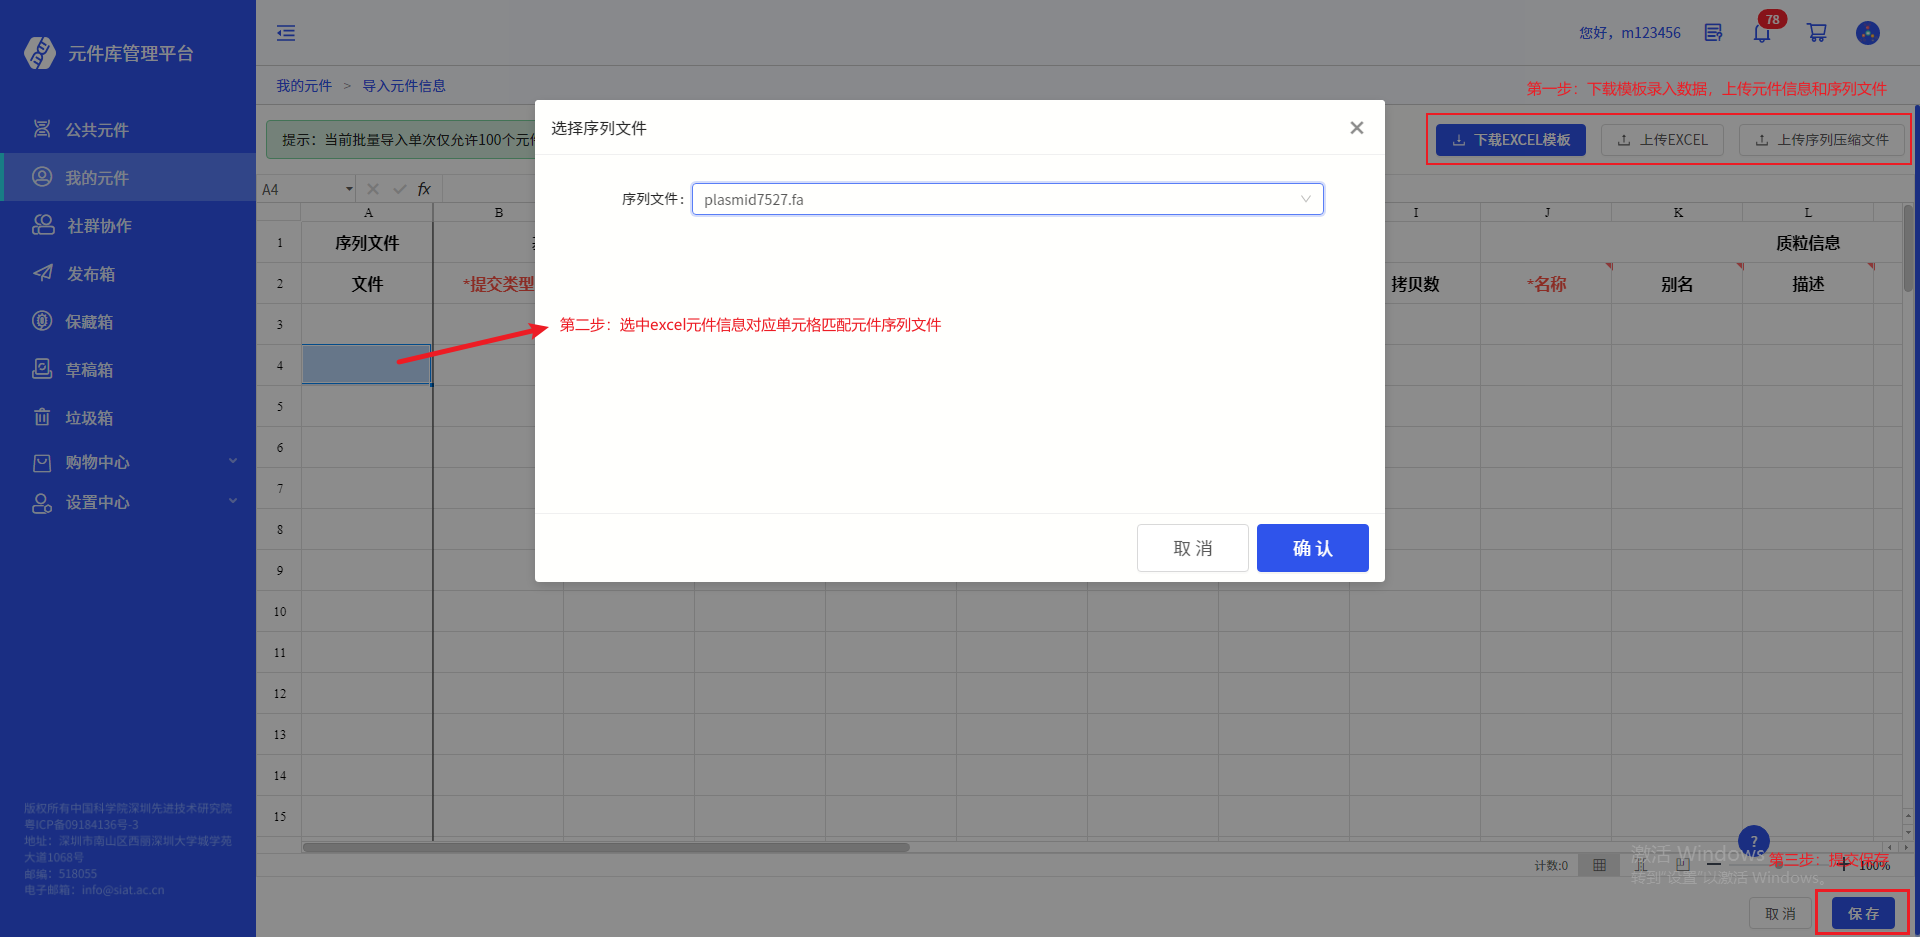 元件库管理平台
您好，m123456
78
公共元件
我的元件
社群协作
发布箱
保藏箱
草稿箱
垃圾箱
购物中心
设置中心
版权所有中国科学院深圳先进技术研究院
粤ICP备09184136号-3
地址：深圳市南山区西丽深圳大学城学苑
大道1068号
邮编：518055
电子邮箱：info@siat.ac.cn
我的元件 > 导入元件信息
第一步：下载模板录入数据，上传元件信息和序列文件
提示：当前批量导入单次仅允许100个元
下载EXCEL模板
上传EXCEL
上传序列压缩文件
A4
fx
A B I J K L
1 序列文件 质粒信息
2 文件 *提交类型 拷贝数 *名称 别名 描述
3
4
5
6
7
8
9
10
11
12
13
14
15
选择序列文件
序列文件：
plasmid7527.fa
第二步：选中excel元件信息对应单元格匹配元件序列文件
取 消
确 认
?
计数:0
100%
第三步：提交保存
激活 Windows
转到"设置"以激活 Windows。
取 消
保 存